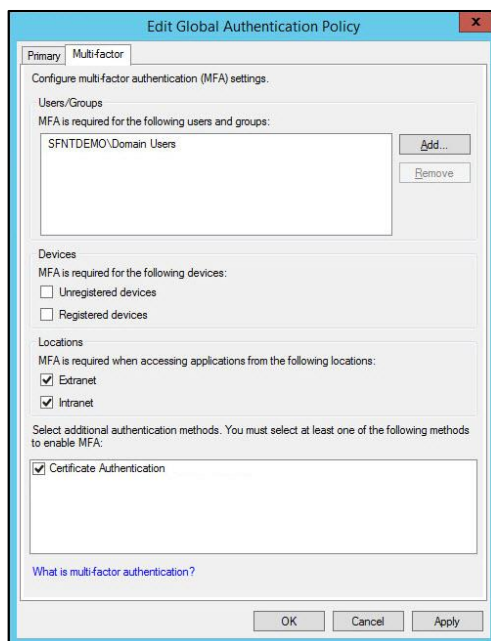 Edit Global Authentication Policy
x
Primary
Multi-factor
Configure multi-factor authentication (MFA) settings.
Users/Groups
MFA is required for the following users and groups:
SFNTDEMO\Domain Users
Add...
Remove
Devices
MFA is required for the following devices:
Unregistered devices
Registered devices
Locations
MFA is required when accessing applications from the following locations:
Extranet
Intranet
Select additional authentication methods. You must select at least one of the following methods
to enable MFA:
Certificate Authentication
What is multi-factor authentication?
OK
Cancel
Apply